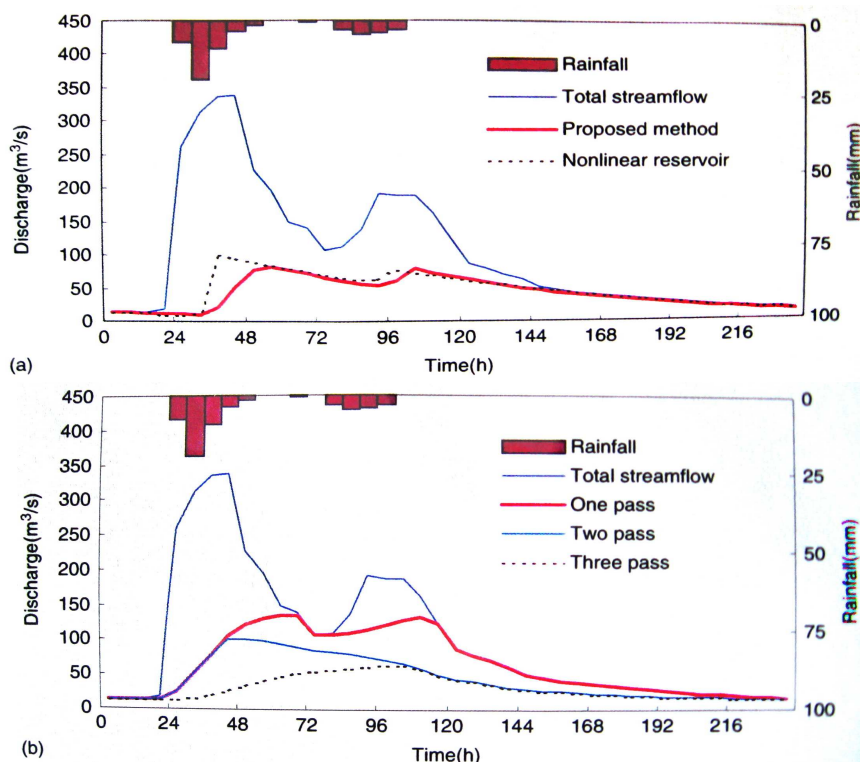 450
400
350
300
250
200
150
100
50
0
Discharge(m³/s)
0
25
50
75
100
Rainfall(mm)
Rainfall
Total streamflow
Proposed method
Nonlinear reservoir
0 24 48 72 96 120 144 168 192 216
Time(h)
(a)
450
400
350
300
250
200
150
100
50
0
Discharge(m³/s)
0
25
50
75
100
Rainfall(mm)
Rainfall
Total streamflow
One pass
Two pass
Three pass
0 24 48 72 96 120 144 168 192 216
Time(h)
(b)